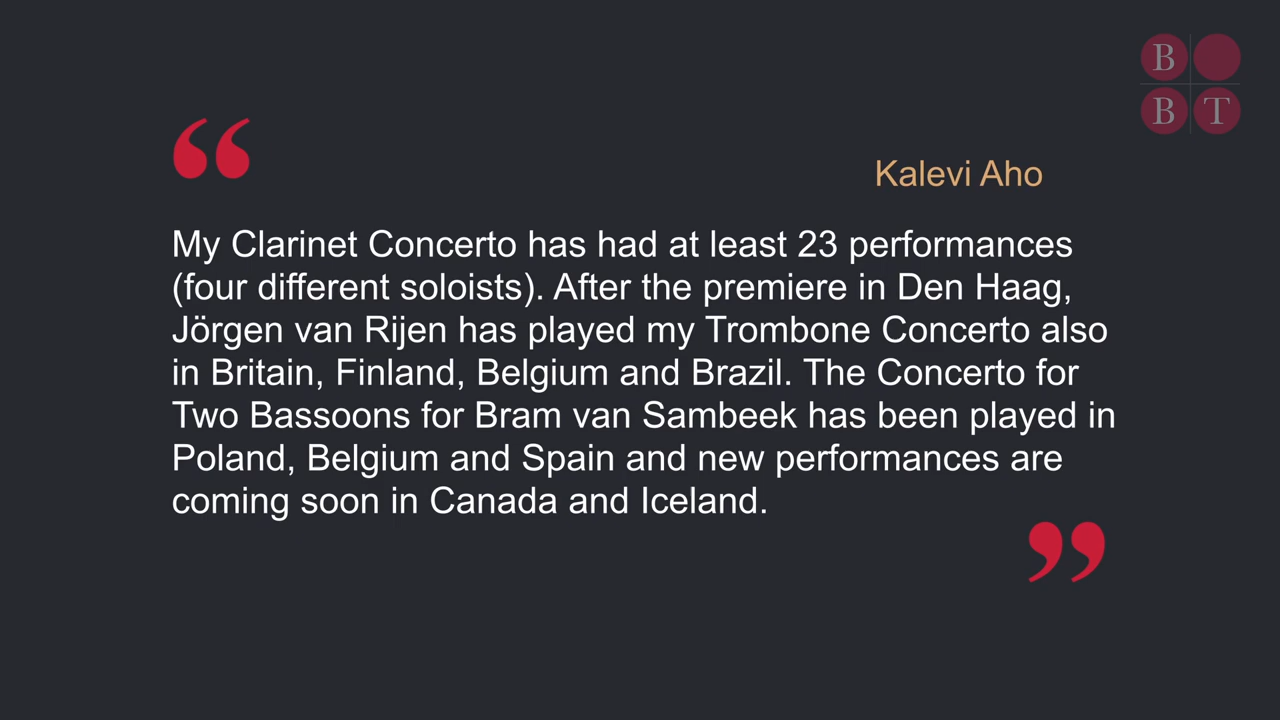 B
B T
“
Kalevi Aho
My Clarinet Concerto has had at least 23 performances
(four different soloists). After the premiere in Den Haag,
Jörgen van Rijen has played my Trombone Concerto also
in Britain, Finland, Belgium and Brazil. The Concerto for
Two Bassoons for Bram van Sambeek has been played in
Poland, Belgium and Spain and new performances are
coming soon in Canada and Iceland.
”